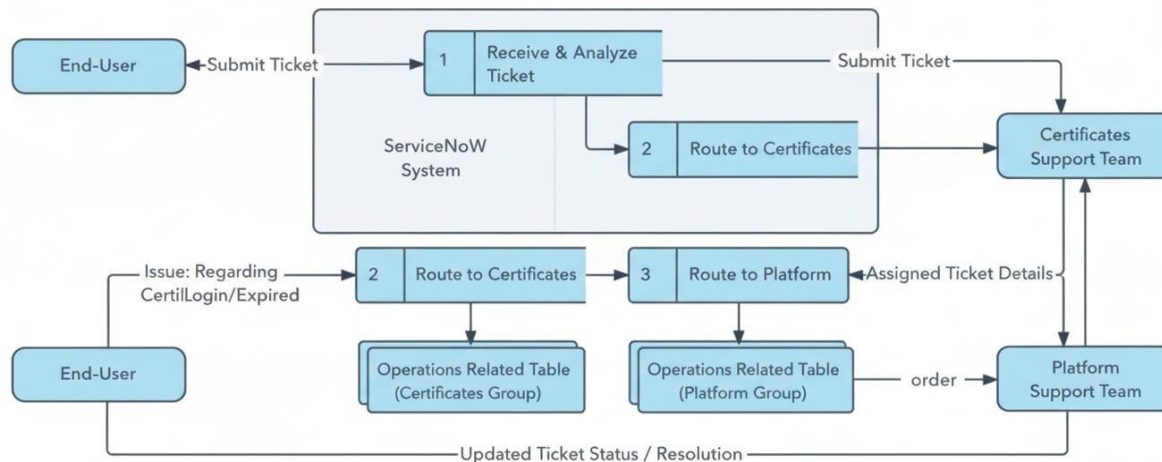 End-User
Submit Ticket
1
Receive & Analyze
Ticket
Submit Ticket
ServiceNoW
System
2
Route to Certificates
Certificates
Support Team
Issue: Regarding
CertilLogin/Expired
2
Route to Certificates
3
Route to Platform
Assigned Ticket Details
End-User
Operations Related Table
(Certificates Group)
Operations Related Table
(Platform Group)
order
Platform
Support Team
Updated Ticket Status / Resolution